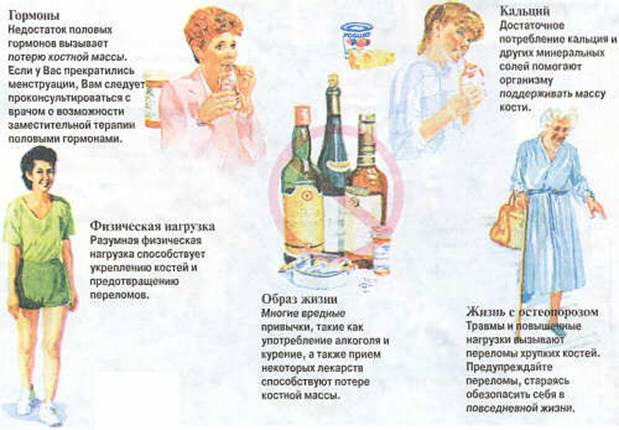 Гормоны
Недостаток половых
гормонов вызывает
потерю костной массы.
Если у Вас прекратились
менструации, Вам следует
проконсультироваться с
врачом о возможности
заместительной терапии
половыми гормонами.
Кальций
Достаточное
потребление кальция и
других минеральных
солей помогают
организму
поддерживать массу
кости.
Физическая нагрузка
Разумная физическая
нагрузка способствует
укреплению костей и
предотвращению
переломов.
Образ жизни
Многие вредные
привычки, такие как
употребление алкоголя и
курение, а также прием
некоторых лекарств
способствуют потере
костной массы.
Жизнь с остеопорозом
Травмы и повышенные
нагрузки вызывают
переломы хрупких костей.
Предупреждайте
переломы, стараясь
обезопасить себя в
повседневной жизни.